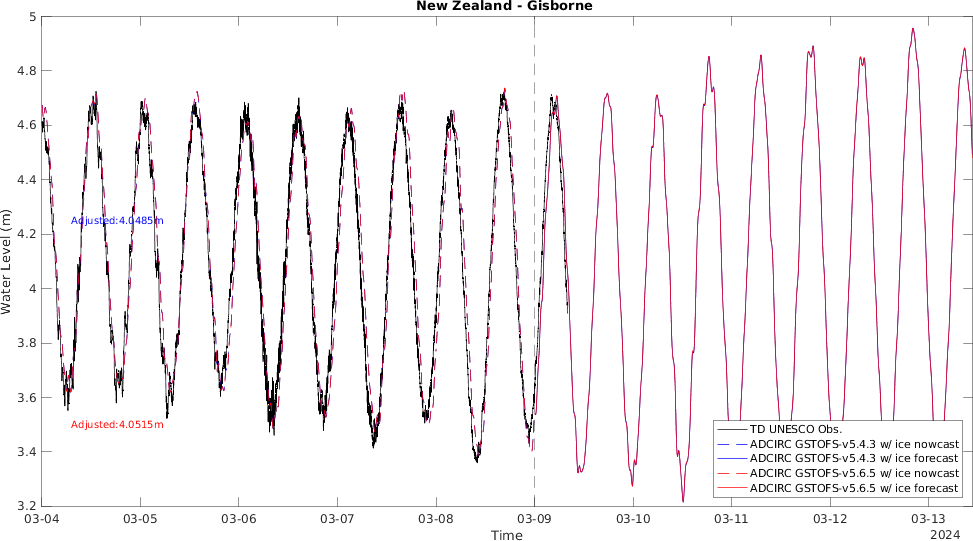 New Zealand - Gisborne
5
4.8
4.6
4.4
4.2
4
3.8
3.6
3.4
3.2
Water Level (m)
Adjusted:4.0485m
Adjusted:4.0515m
TD UNESCO Obs.
ADCIRC GSTOFS-v5.4.3 w/ ice nowcast
ADCIRC GSTOFS-v5.4.3 w/ ice forecast
ADCIRC GSTOFS-v5.6.5 w/ ice nowcast
ADCIRC GSTOFS-v5.6.5 w/ ice forecast
03-04 03-05 03-06 03-07 03-08 03-09 03-10 03-11 03-12 03-13
Time
2024